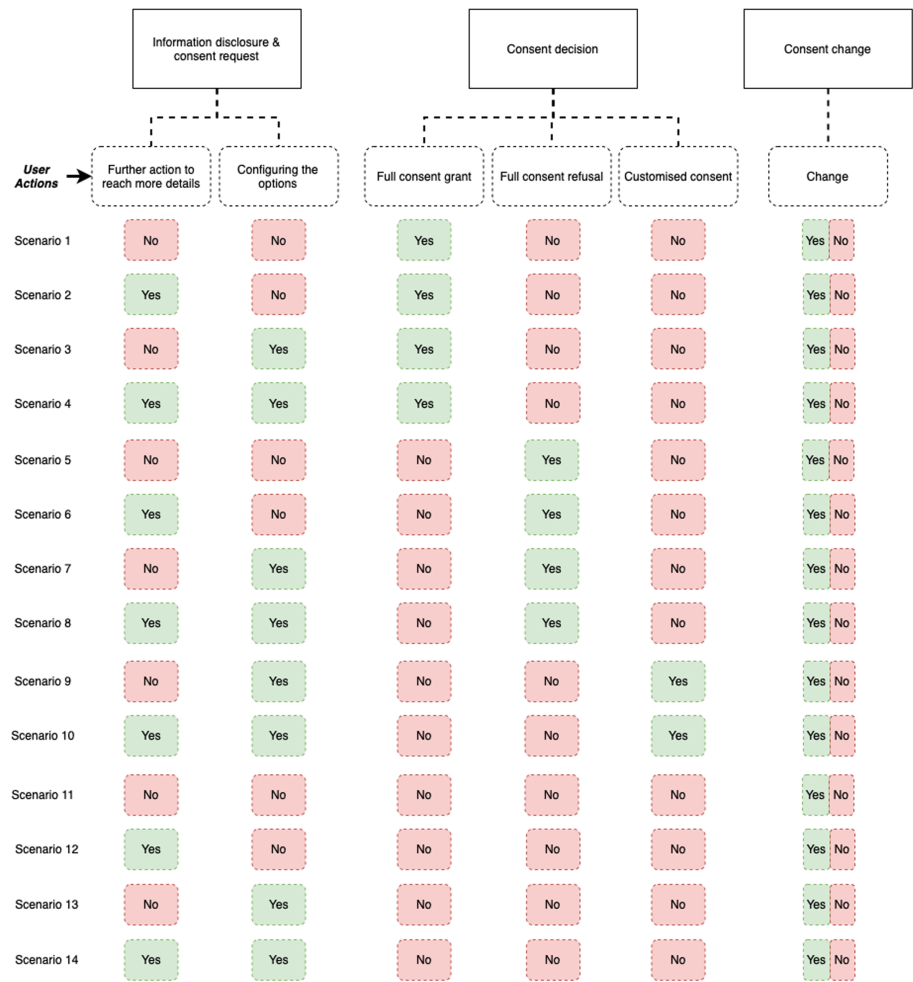 Information disclosure &
consent request
Consent decision
Consent change
User
Actions
Further action to
reach more details
Configuring the
options
Full consent grant
Full consent refusal
Customised consent
Change
Scenario 1 No No Yes No No Yes No
Scenario 2 Yes No Yes No No Yes No
Scenario 3 No Yes Yes No No Yes No
Scenario 4 Yes Yes Yes No No Yes No
Scenario 5 No No No Yes No Yes No
Scenario 6 Yes No No Yes No Yes No
Scenario 7 No Yes No Yes No Yes No
Scenario 8 Yes Yes No Yes No Yes No
Scenario 9 No Yes No No Yes Yes No
Scenario 10 Yes Yes No No Yes Yes No
Scenario 11 No No No No No Yes No
Scenario 12 Yes No No No No Yes No
Scenario 13 No Yes No No No Yes No
Scenario 14 Yes Yes No No No Yes No